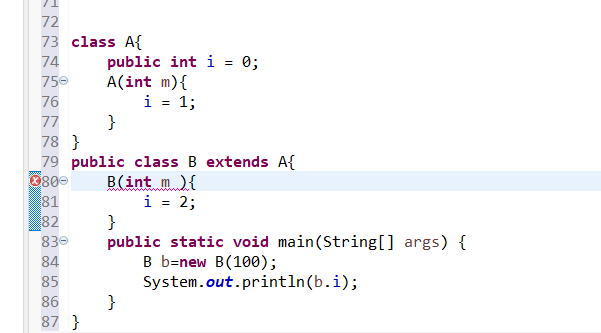 71
72
73 class A{
74 public int i = 0;
75 A(int m){
76 i = 1;
77 }
78 }
79 public class B extends A{
80 B(int m ){
81 i = 2;
82 }
83 public static void main(String[] args) {
84 B b=new B(100);
85 System.out.println(b.i);
86 }
87 }